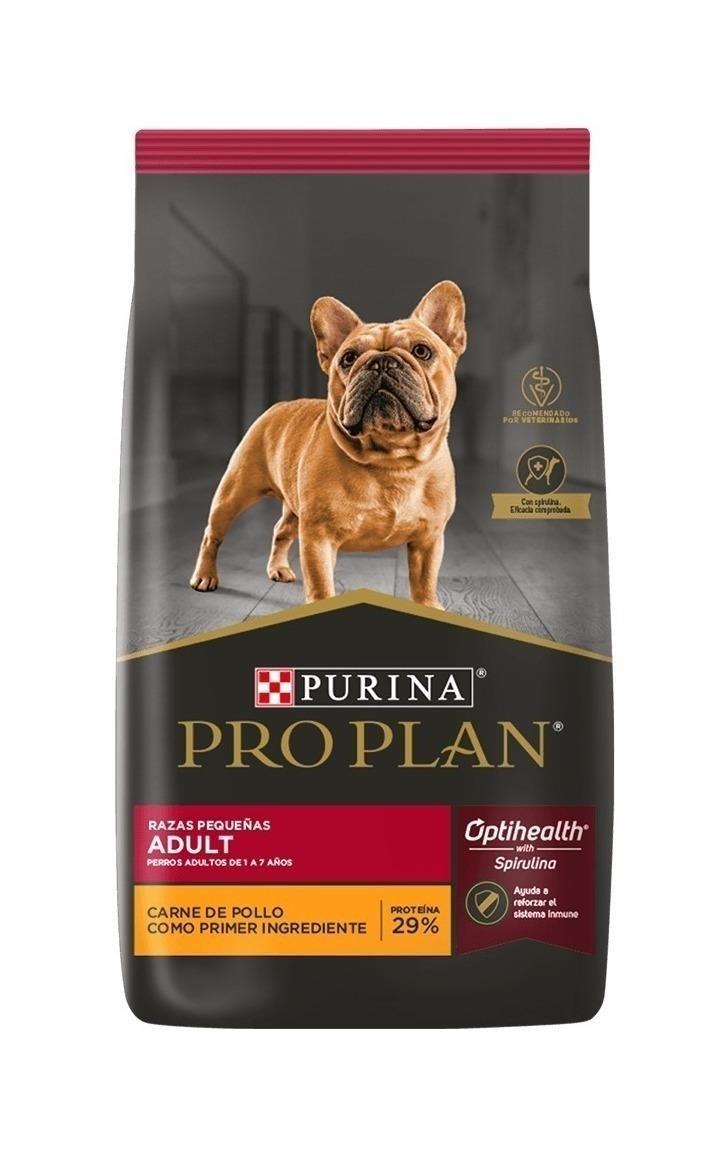 RECOMENDADO
POR VETERINARIOS
Con spirulina.
Eficacia comprobada.
PURINA®
PRO PLAN®
RAZAS PEQUEÑAS
ADULT
PERROS ADULTOS DE 1 A 7 AÑOS
CARNE DE POLLO
COMO PRIMER INGREDIENTE
PROTEÍNA
29%
Optihealth®
with
Spirulina
Ayuda a
reforzar el
sistema inmune